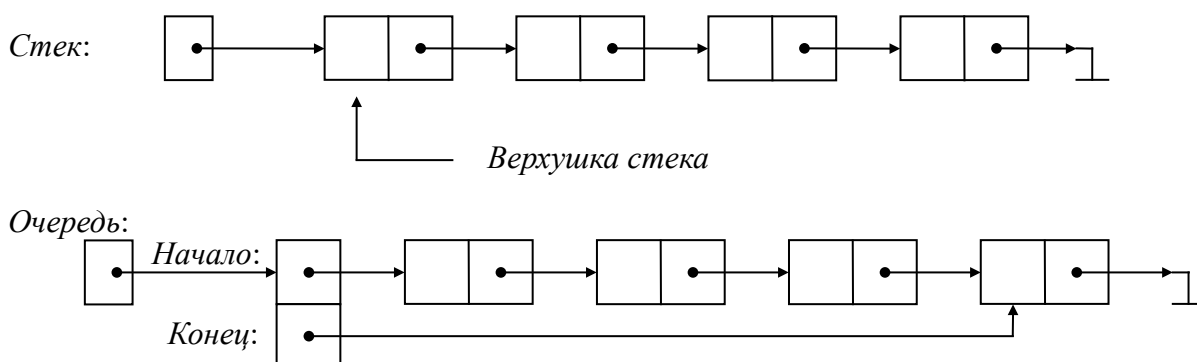 Стек:
Верхушка стека
Очередь:
Начало:
Конец: